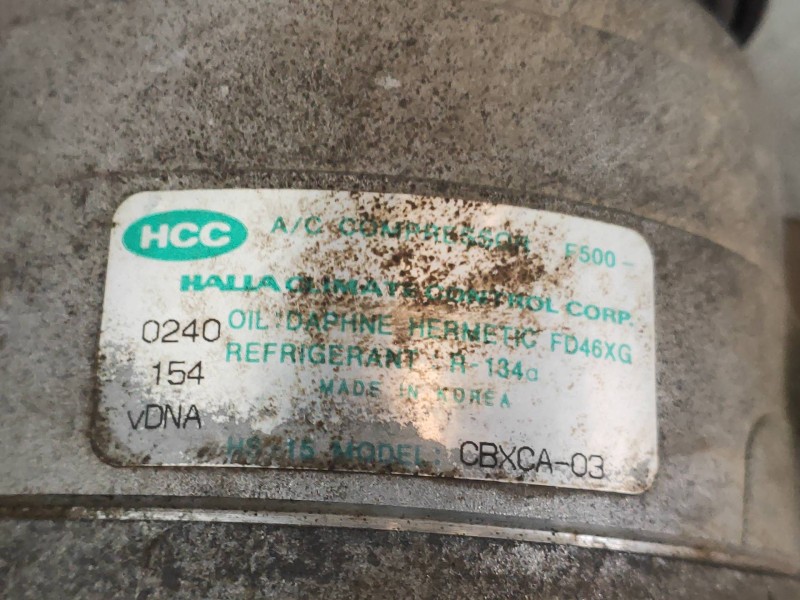 HCC A/C COMPRESSOR F500-
HALLA CLIMATE CONTROL CORP.
0240 OIL:DAPHNE HERMETIC FD46XG
154 REFRIGERANT : R-134a
MADE IN KOREA
vDNA
HS-15 MODEL: CBXCA-03